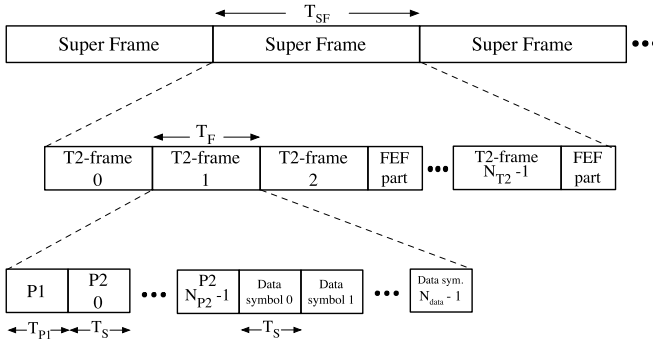 T_SF
Super Frame Super Frame Super Frame •••
T_F
T2-frame 0 T2-frame 1 T2-frame 2 FEF part ••• T2-frame N_T2 -1 FEF part
P1 P2 0 ••• P2 N_P2 -1 Data symbol 0 Data symbol 1 ••• Data sym. N_data - 1
T_P1 T_S T_S